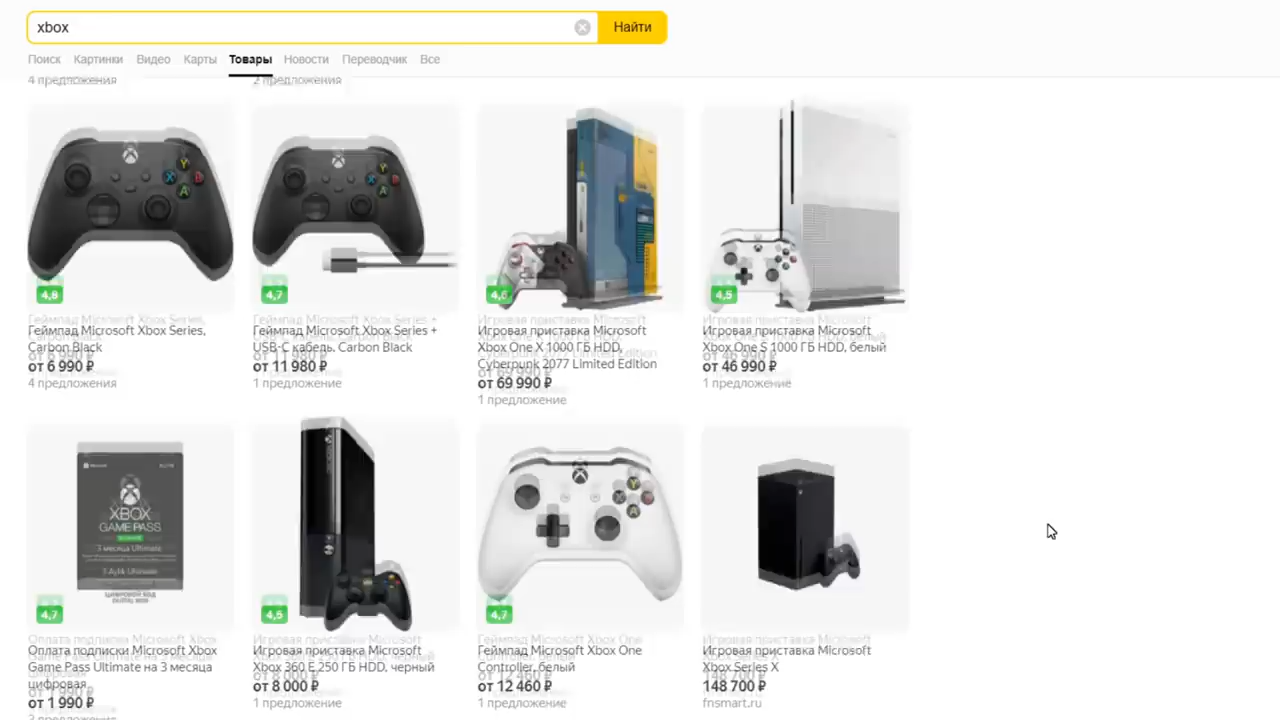 xbox
Найти
Поиск Картинки Видео Карты Товары Новости Переводчик Все
4 предложения
2 предложения
4,8
4,7
4,6
4,5
Геймпад Microsoft Xbox Series,
Carbon Black
от 6 990 ₽
4 предложения
Геймпад Microsoft Xbox Series +
USB-C кабель, Carbon Black
от 11 980 ₽
1 предложение
Игровая приставка Microsoft
Xbox One X 1000 ГБ HDD,
Cyberpunk 2077 Limited Edition
от 69 990 ₽
1 предложение
Игровая приставка Microsoft
Xbox One S 1000 ГБ HDD, белый
от 46 990 ₽
1 предложение
XBOX
GAME PASS
3 месяца Ultimate
4,7
4,5
4,7
Оплата подписки Microsoft Xbox
Game Pass Ultimate на 3 месяца
цифровая
от 1 990 ₽
Игровая приставка Microsoft
Xbox 360 E 250 ГБ HDD, черный
от 8 000 ₽
1 предложение
Геймпад Microsoft Xbox One
Controller, белый
от 12 460 ₽
1 предложение
Игровая приставка Microsoft
Xbox Series X
148 700 ₽
fnsmart.ru